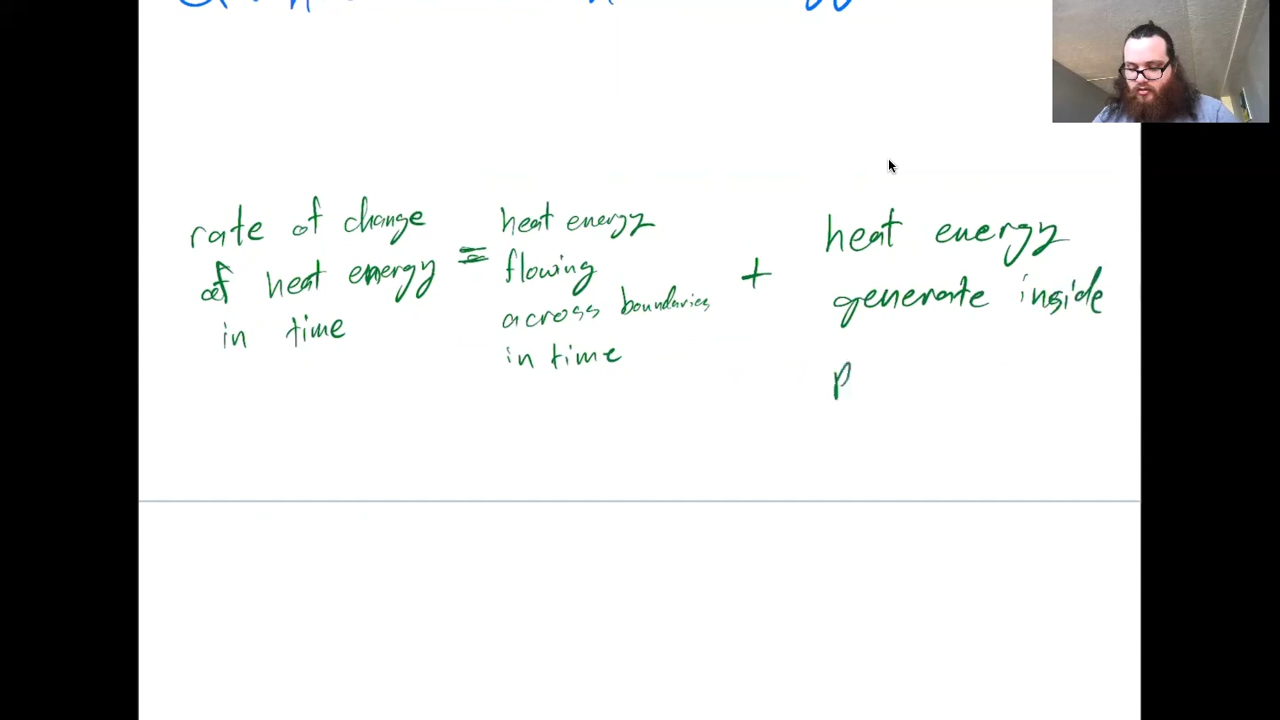 rate of change
of heat energy
in time
=
heat energy
flowing
across boundaries
in time
+
heat energy
generate inside
p